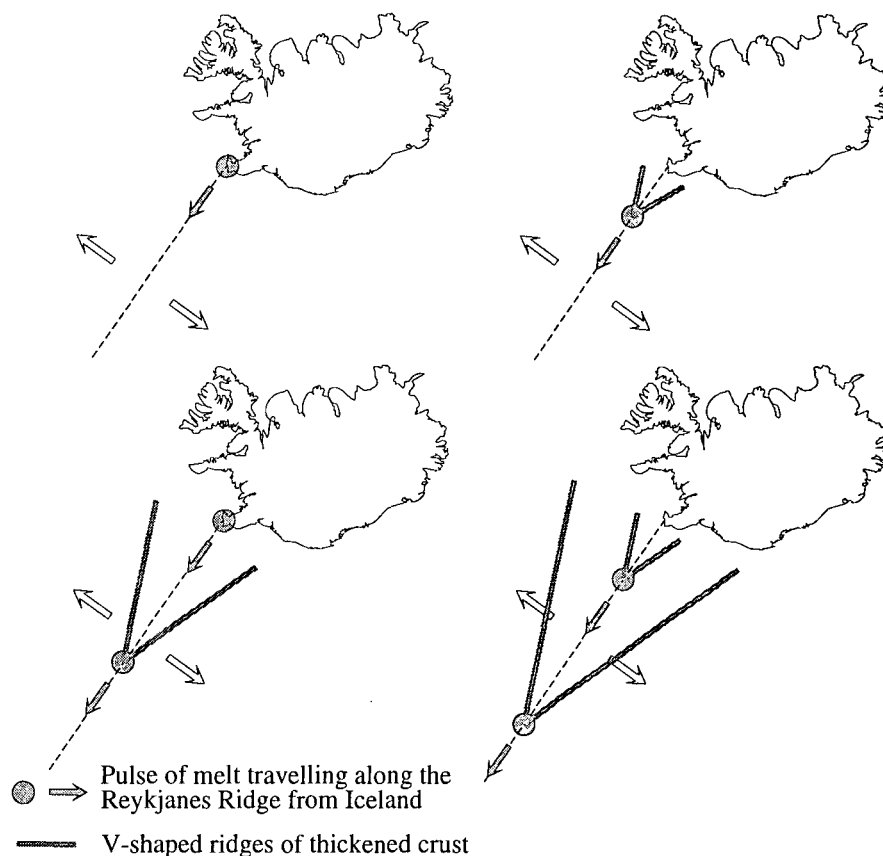 Pulse of melt travelling along the
Reykjanes Ridge from Iceland
V-shaped ridges of thickened crust